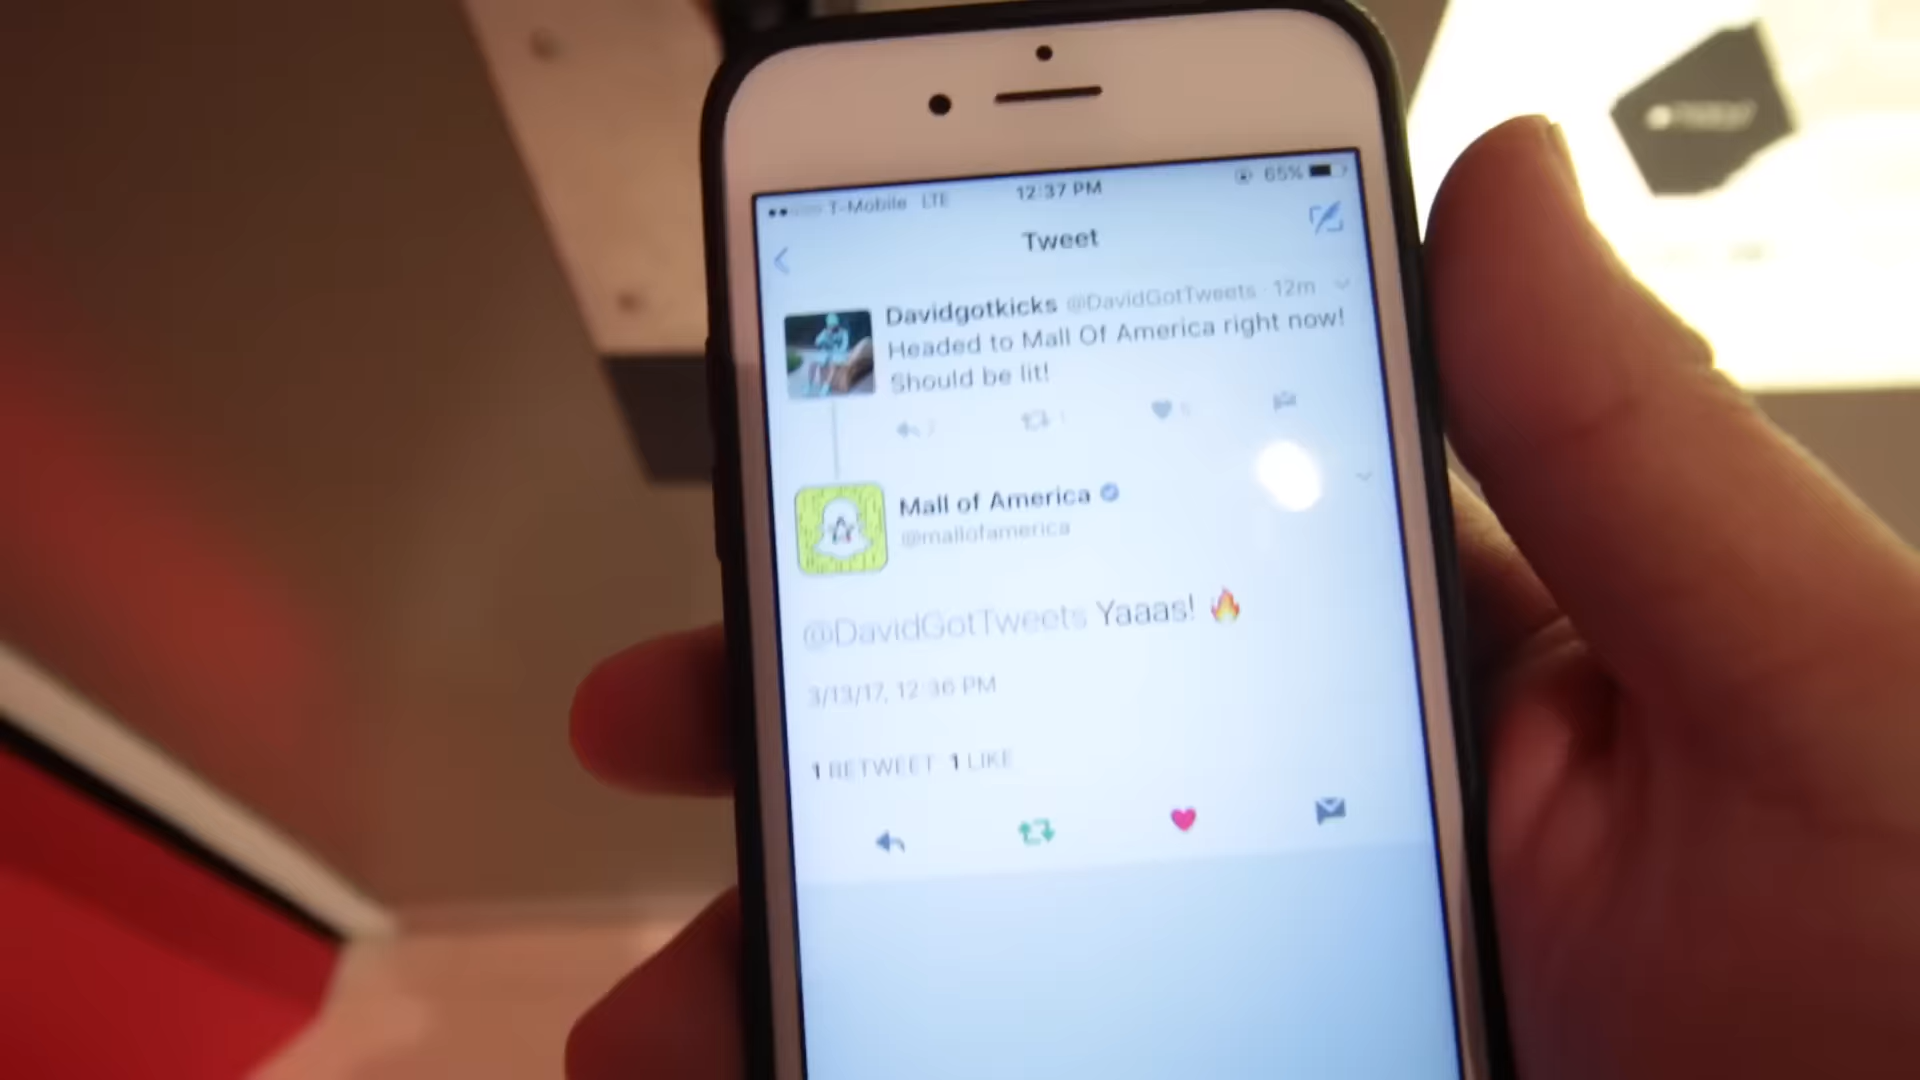 T-Mobile LTE 12:37 PM 65%
Tweet
Davidgotkicks @DavidGotTweets · 12m
Headed to Mall Of America right now!
Should be lit!
Mall of America
@mallofamerica
@DavidGotTweets Yaaas! 🔥
3/13/17, 12:36 PM
1 RETWEET 1 LIKE